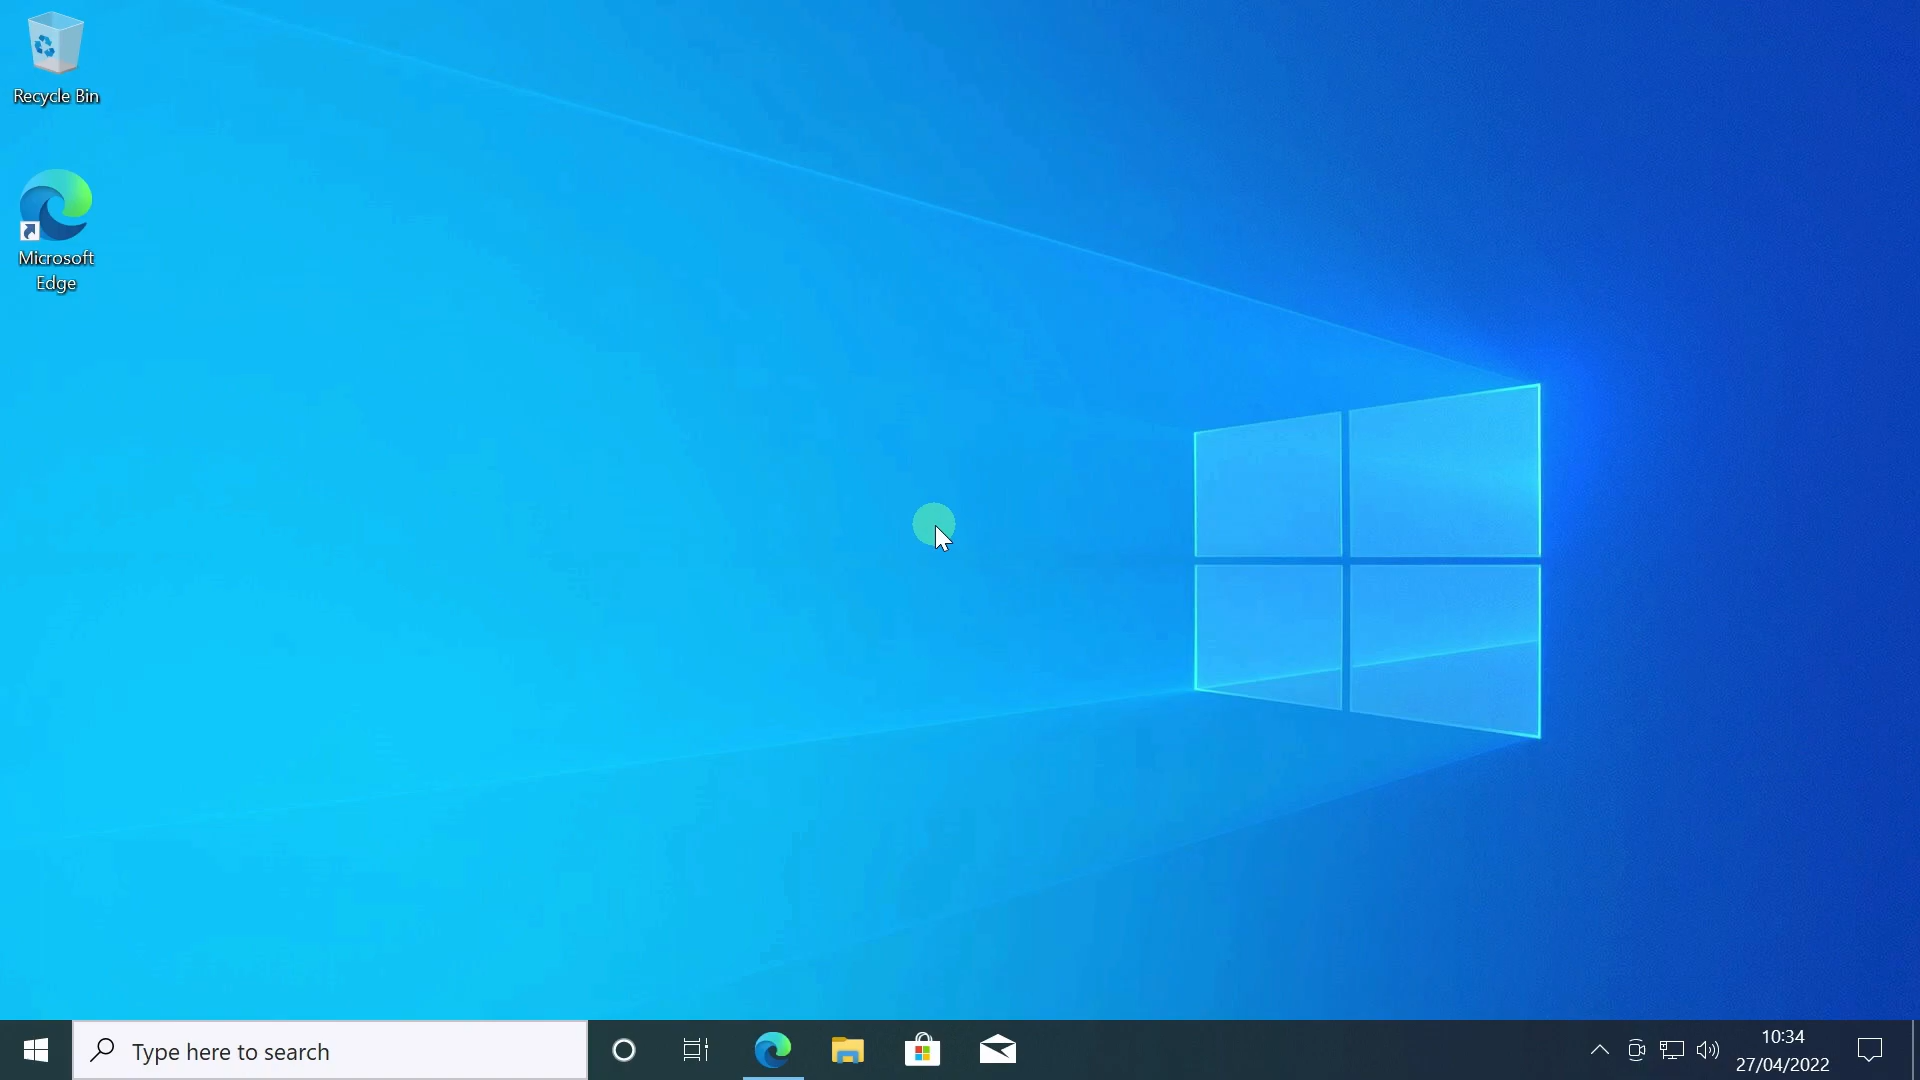 Recycle Bin
Microsoft
Edge
Type here to search
10:34
27/04/2022